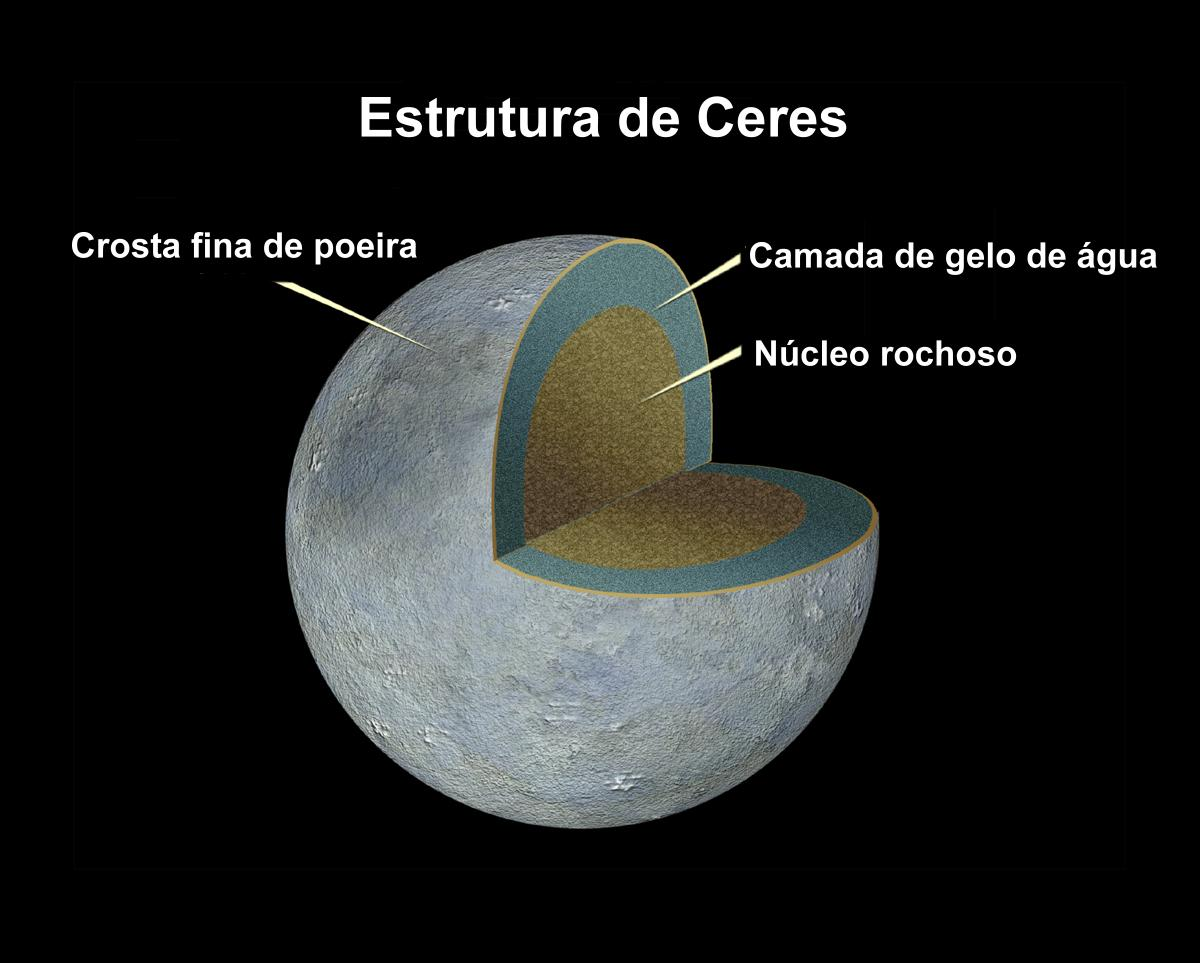 Estrutura de Ceres
Crosta fina de poeira
Camada de gelo de água
Núcleo rochoso